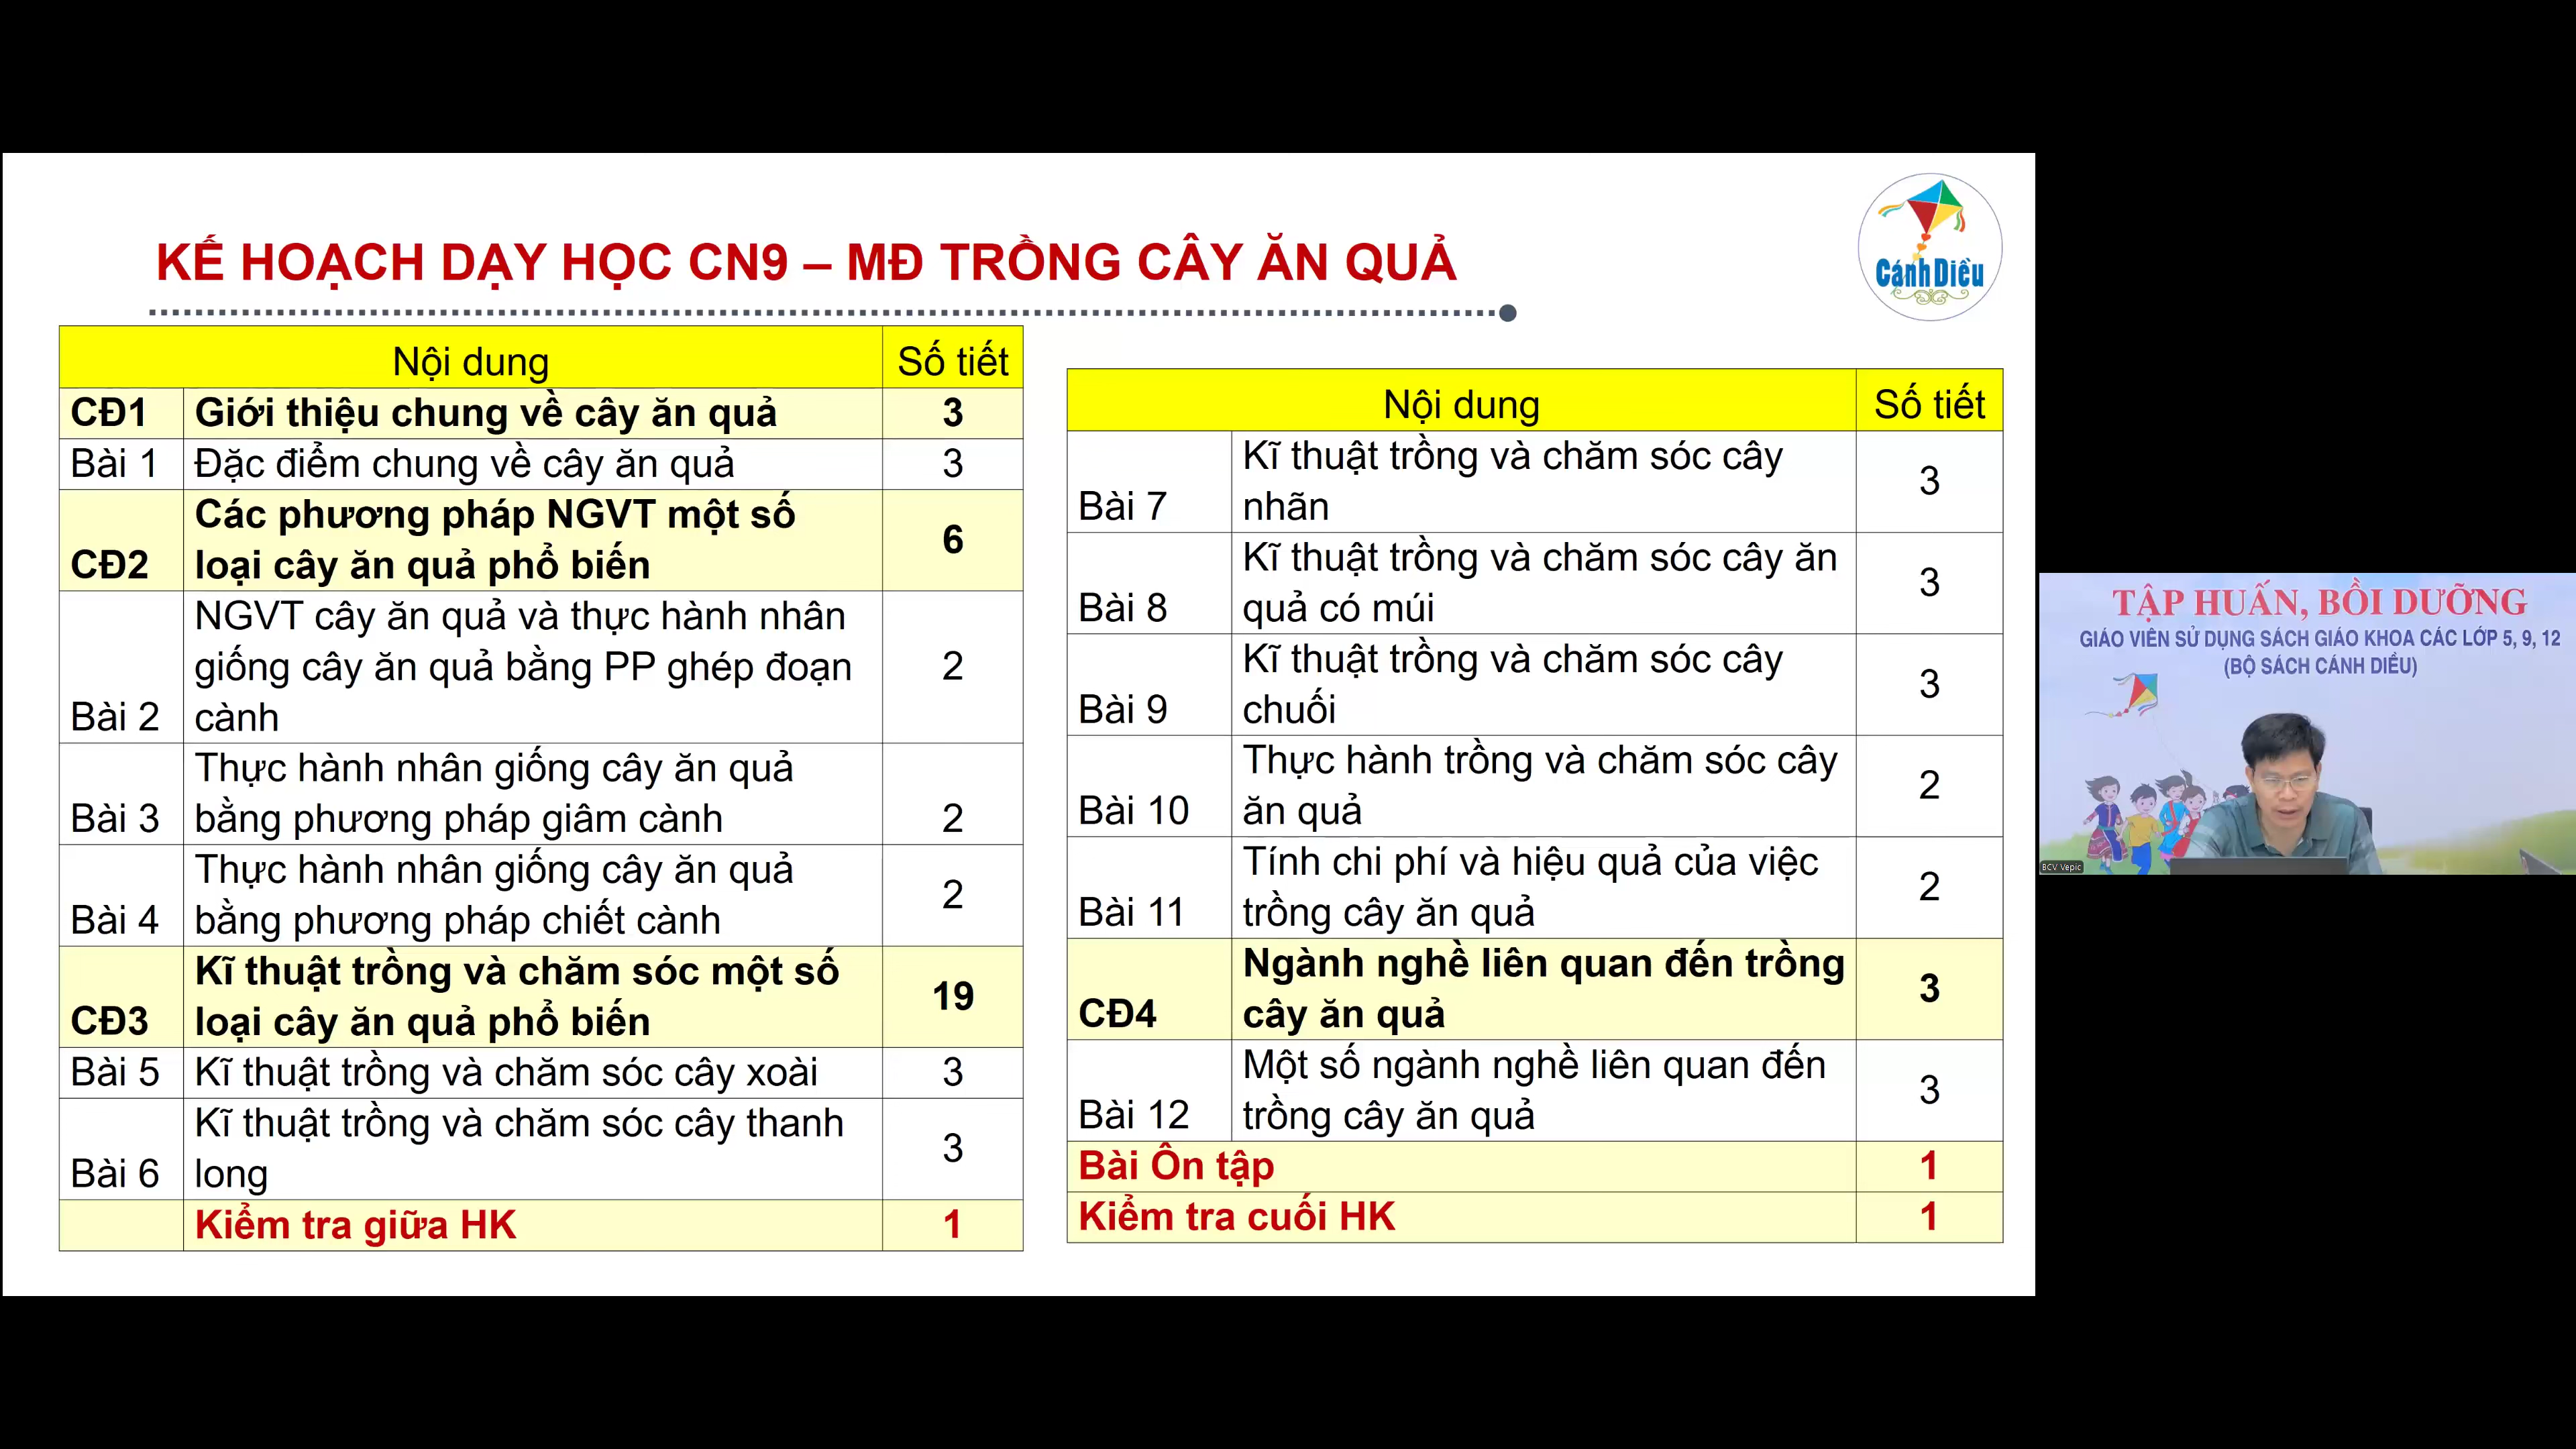 KẾ HOẠCH DẠY HỌC CN9 – MĐ TRỒNG CÂY ĂN QUẢ
Cánh Diều
Nội dung Số tiết
CĐ1 Giới thiệu chung về cây ăn quả 3
Bài 1 Đặc điểm chung về cây ăn quả 3
Các phương pháp NGVT một số
CĐ2 loại cây ăn quả phổ biến 6
NGVT cây ăn quả và thực hành nhân
giống cây ăn quả bằng PP ghép đoạn 2
Bài 2 cành
Thực hành nhân giống cây ăn quả
Bài 3 bằng phương pháp giâm cành 2
Thực hành nhân giống cây ăn quả
Bài 4 bằng phương pháp chiết cành 2
Kĩ thuật trồng và chăm sóc một số
CĐ3 loại cây ăn quả phổ biến 19
Bài 5 Kĩ thuật trồng và chăm sóc cây xoài 3
Kĩ thuật trồng và chăm sóc cây thanh
Bài 6 long 3
Kiểm tra giữa HK 1
Nội dung Số tiết
Kĩ thuật trồng và chăm sóc cây
Bài 7 nhãn 3
Kĩ thuật trồng và chăm sóc cây ăn
Bài 8 quả có múi 3
Kĩ thuật trồng và chăm sóc cây
Bài 9 chuối 3
Thực hành trồng và chăm sóc cây
Bài 10 ăn quả 2
Tính chi phí và hiệu quả của việc
Bài 11 trồng cây ăn quả 2
Ngành nghề liên quan đến trồng
CĐ4 cây ăn quả 3
Một số ngành nghề liên quan đến
Bài 12 trồng cây ăn quả 3
Bài Ôn tập 1
Kiểm tra cuối HK 1
TẬP HUẤN, BỒI DƯỠNG
GIÁO VIÊN SỬ DỤNG SÁCH GIÁO KHOA CÁC LỚP 5, 9, 12
(BỘ SÁCH CÁNH DIỀU)
BCV Vepic